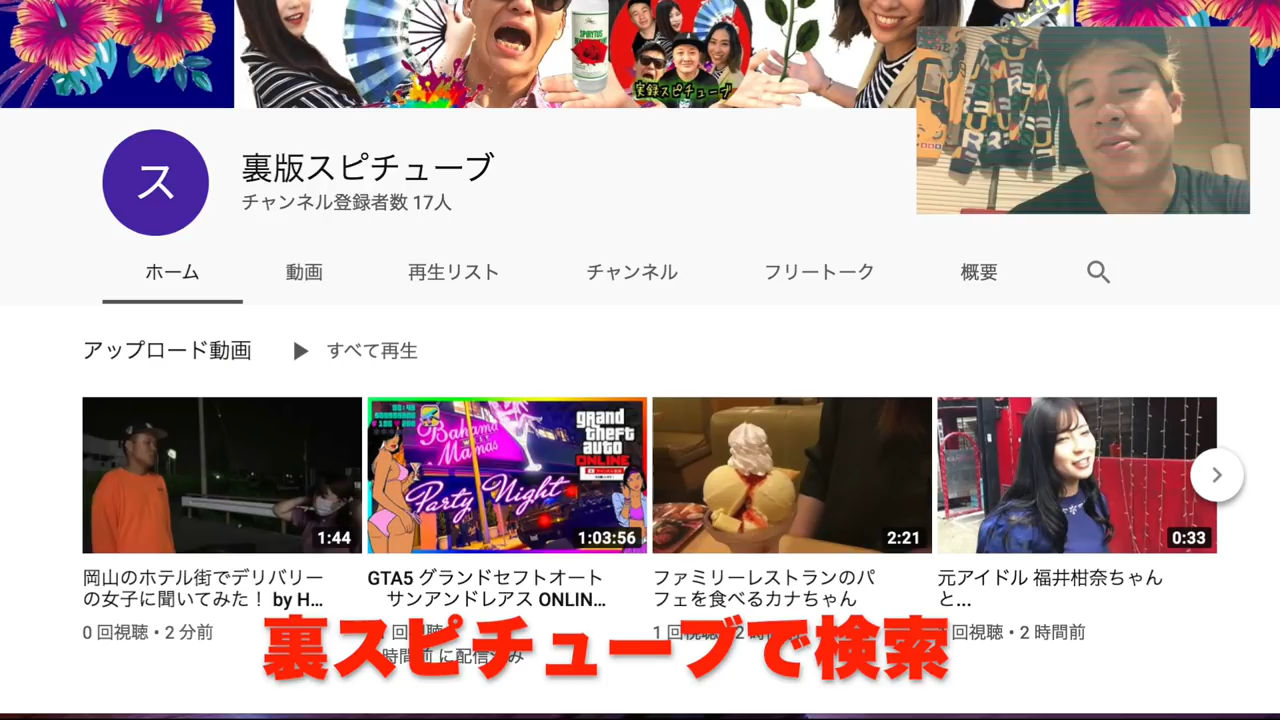 SPIRYTUS
実録スピチューブ
ス
裏版スピチューブ
チャンネル登録者数 17人
ホーム
動画
再生リスト
チャンネル
フリートーク
概要
アップロード動画
すべて再生
Bahama
Mamas
Party Night
grand
theft
auto
ONLINE
1:44
1:03:56
2:21
0:33
岡山のホテル街でデリバリー
の女子に聞いてみた！ by H...
0 回視聴・2 分前
GTA5 グランドセフトオート
サンアンドレアス ONLIN...
ファミリーレストランのパ
フェを食べるカナちゃん
元アイドル 福井柑奈ちゃん
と...
回視聴・2 時間前
裏スピチューブで検索